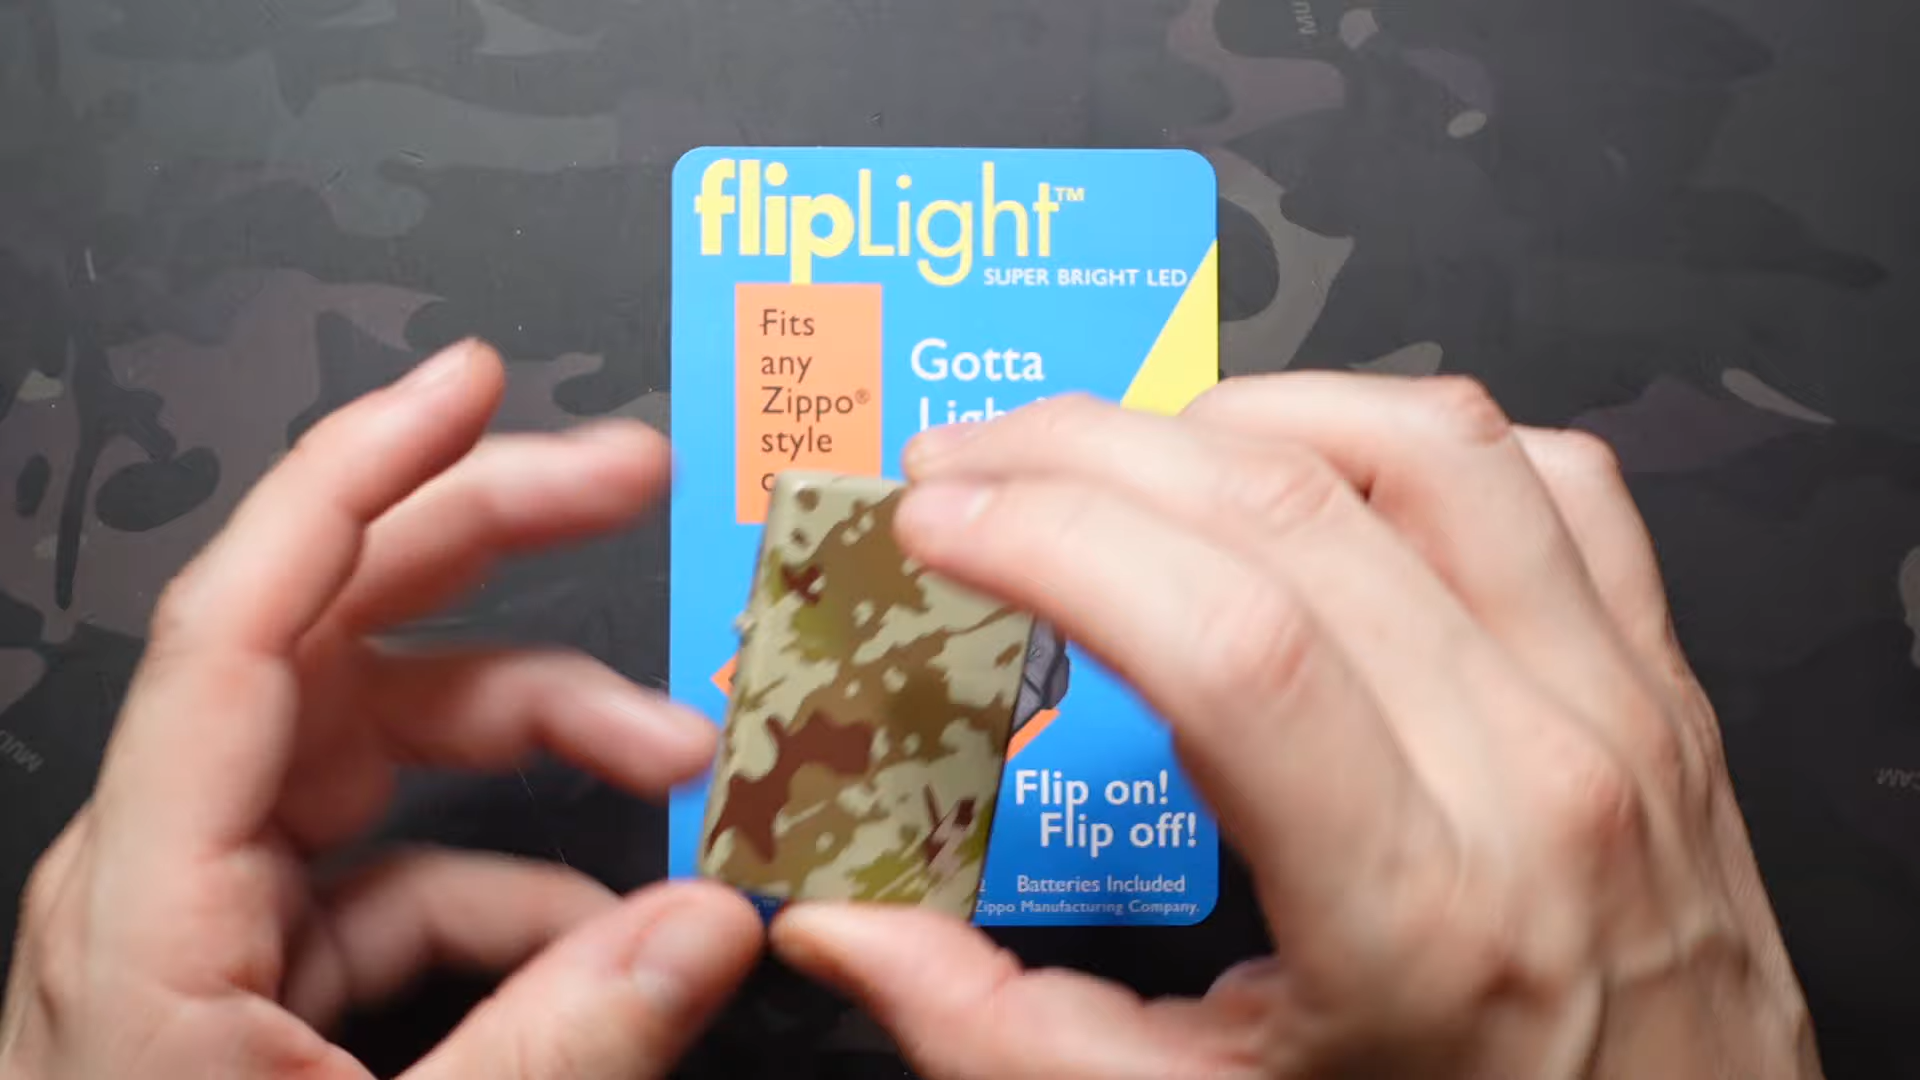 flipLight™
SUPER BRIGHT LED
Fits
any
Zippo®
style
Gotta
Flip on!
Flip off!
Batteries Included
Zippo Manufacturing Company.